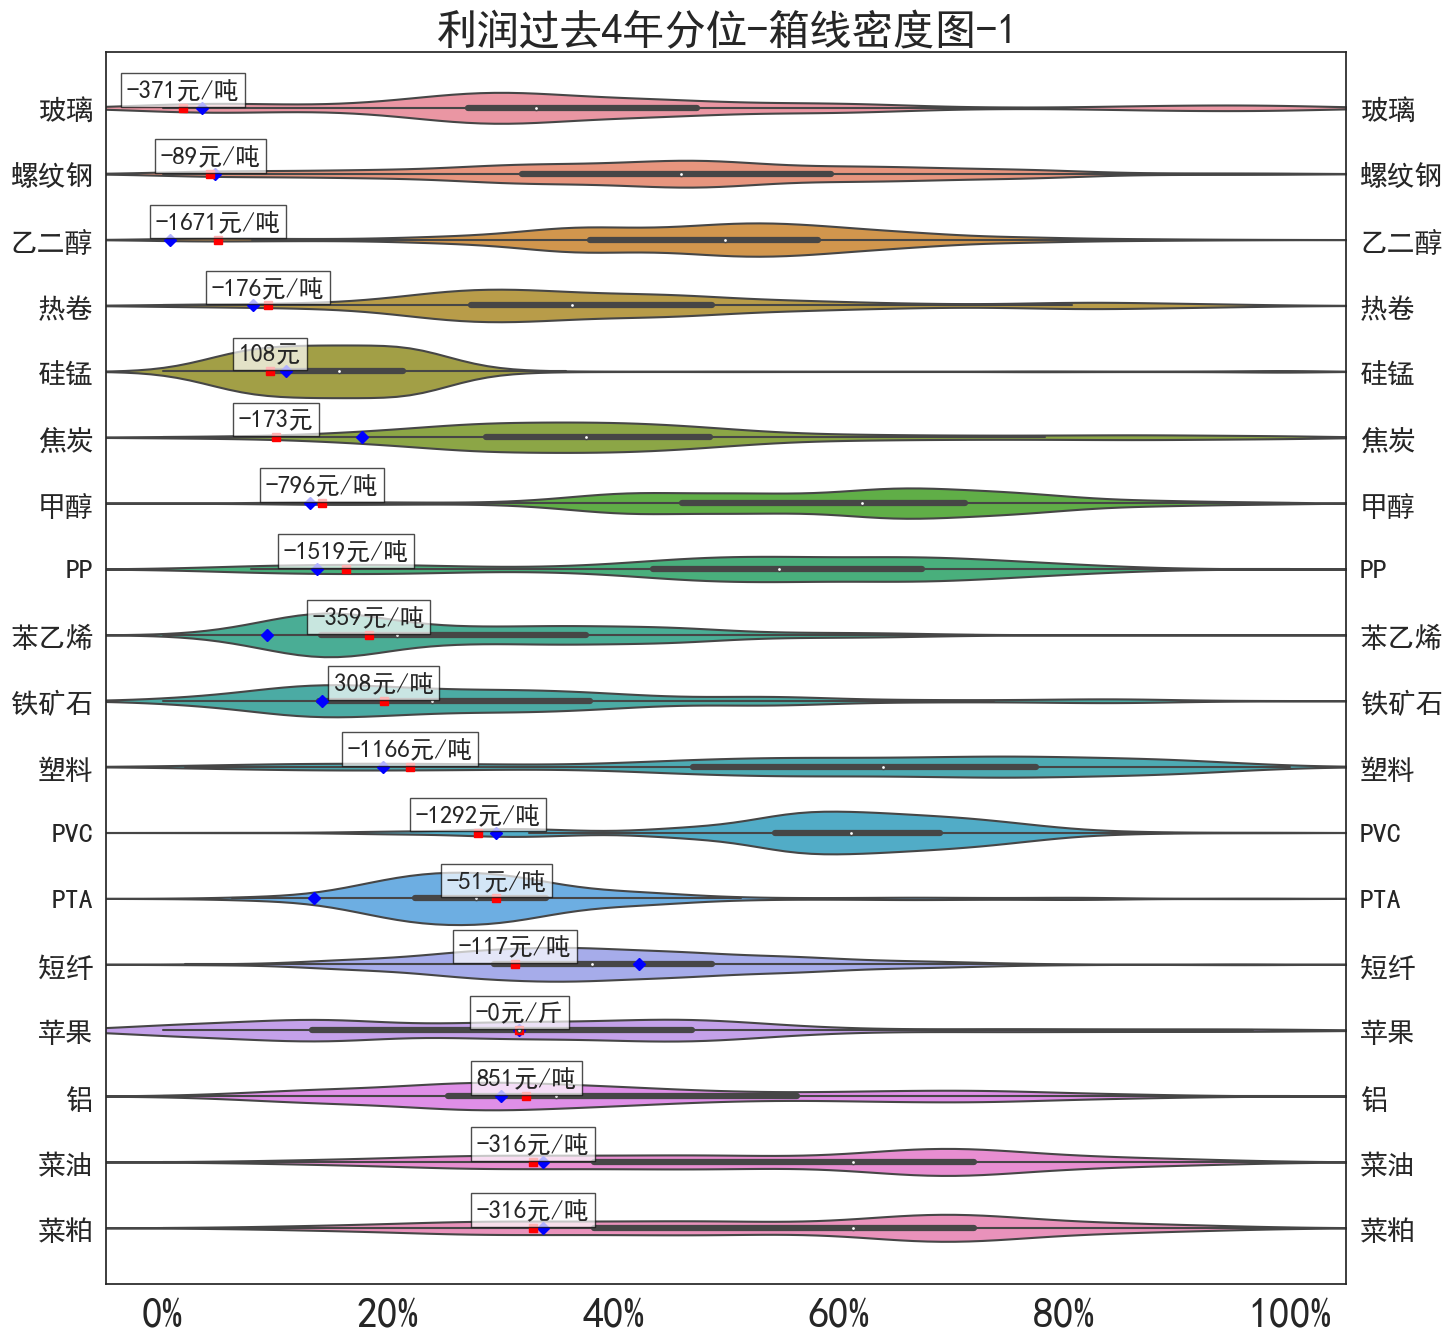 利润过去4年分位-箱线密度图-1
玻璃 -371元/吨 玻璃
螺纹钢 -89元/吨 螺纹钢
乙二醇 -1671元/吨 乙二醇
热卷 -176元/吨 热卷
硅锰 108元 硅锰
焦炭 -173元 焦炭
甲醇 -796元/吨 甲醇
PP -1519元/吨 PP
苯乙烯 -359元/吨 苯乙烯
铁矿石 308元/吨 铁矿石
塑料 -1166元/吨 塑料
PVC -1292元/吨 PVC
PTA -51元/吨 PTA
短纤 -117元/吨 短纤
苹果 -0元/斤 苹果
铝 851元/吨 铝
菜油 -316元/吨 菜油
菜粕 -316元/吨 菜粕
0% 20% 40% 60% 80% 100%